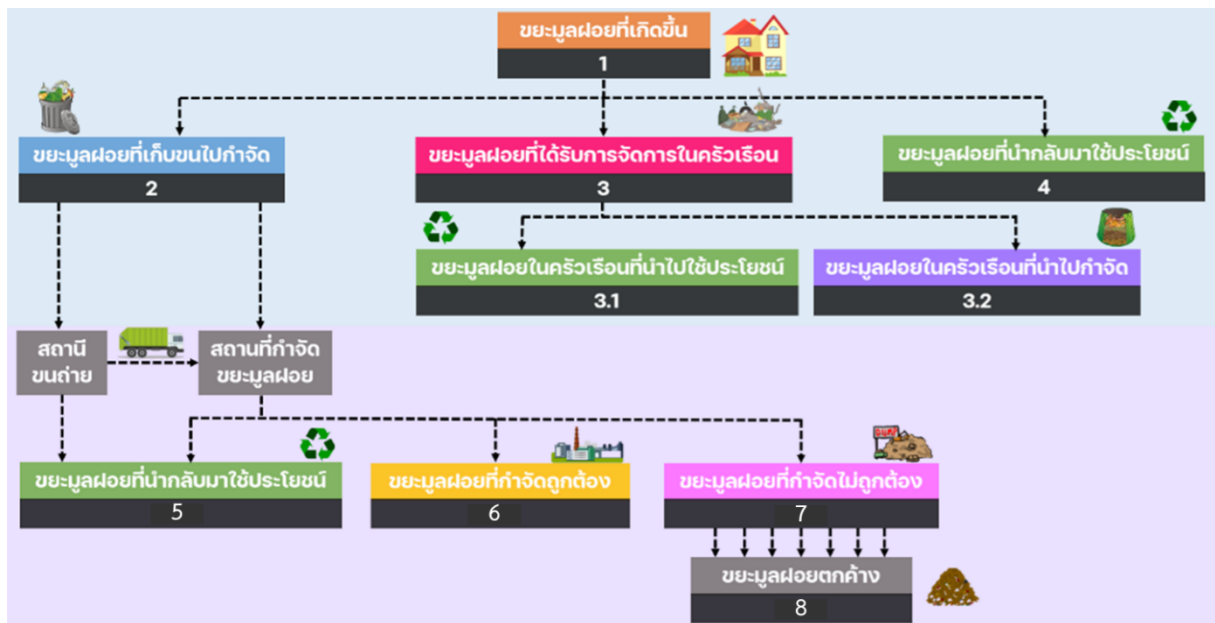 ขยะมูลฝอยที่เกิดขึ้น
1
ขยะมูลฝอยที่เก็บขนไปกำจัด
2
ขยะมูลฝอยที่ได้รับการจัดการในครัวเรือน
3
ขยะมูลฝอยที่นำกลับมาใช้ประโยชน์
4
ขยะมูลฝอยในครัวเรือนที่นำไปใช้ประโยชน์
3.1
ขยะมูลฝอยในครัวเรือนที่นำไปกำจัด
3.2
สถานี
ขนถ่าย
สถานที่กำจัด
ขยะมูลฝอย
ขยะมูลฝอยที่นำกลับมาใช้ประโยชน์
5
ขยะมูลฝอยที่กำจัดถูกต้อง
6
ขยะมูลฝอยที่กำจัดไม่ถูกต้อง
7
ขยะมูลฝอยตกค้าง
8